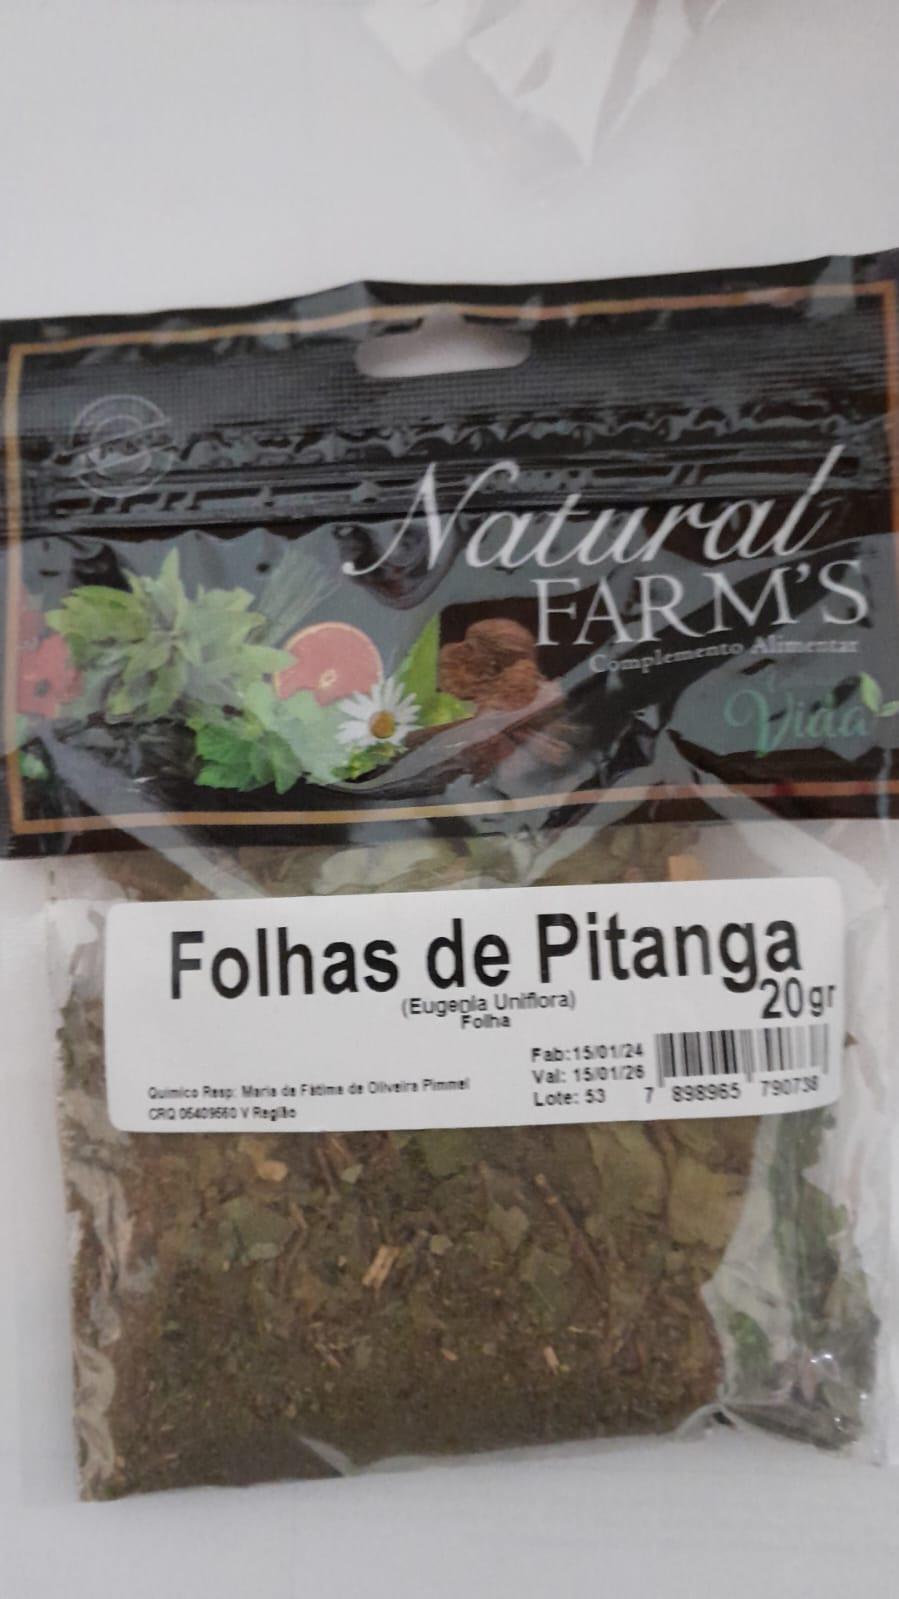 Natural
FARM'S
Complemento Alimentar
Vida
Folhas de Pitanga
20gr
(Eugenia Uniflora)
Folha
Fab:15/01/24
Val: 15/01/26
Lote: 53
Quimico Resp: Maria de Fátima de Oliveira Pimmel
CRQ 05409560 V Região
7 898965 790738